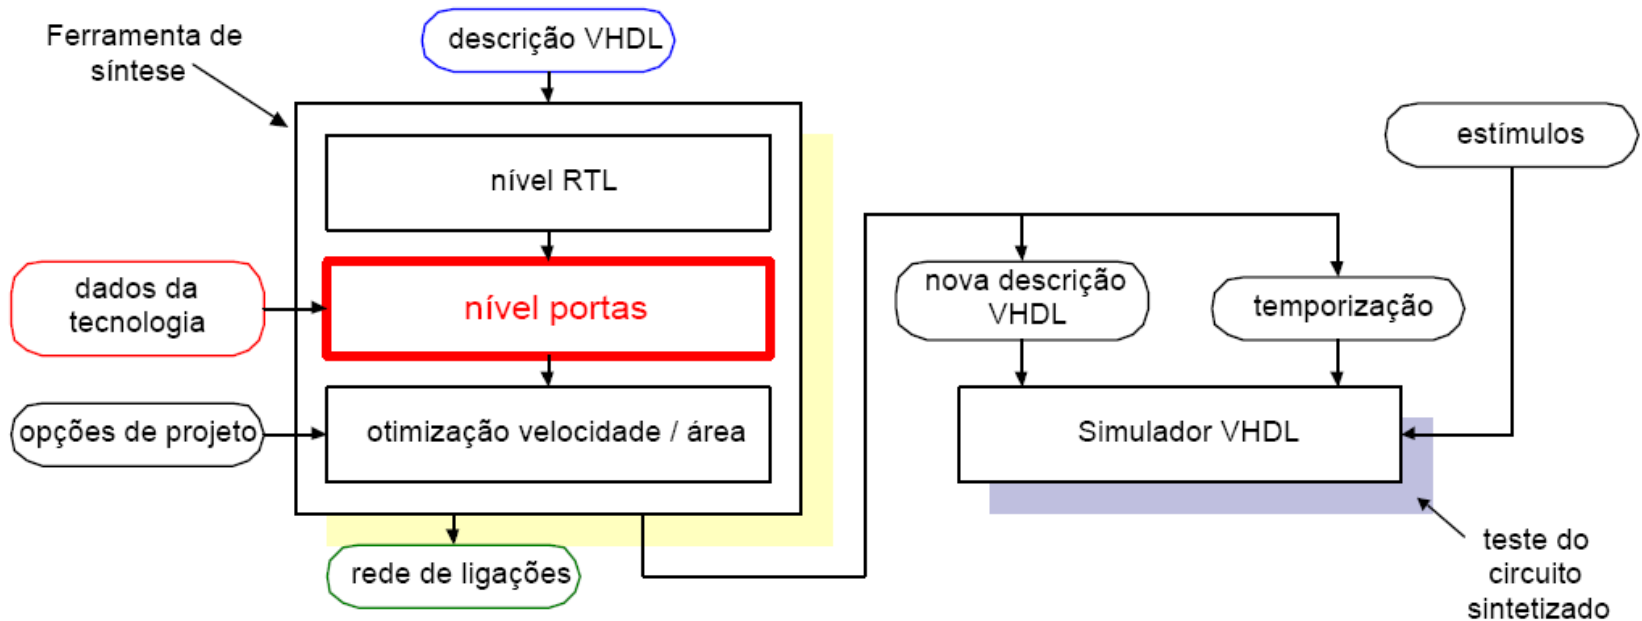 Ferramenta de
síntese
descrição VHDL
estímulos
nível RTL
dados da
tecnologia
nível portas
nova descrição
VHDL
temporização
opções de projeto
otimização velocidade / área
Simulador VHDL
rede de ligações
teste do
circuito
sintetizado